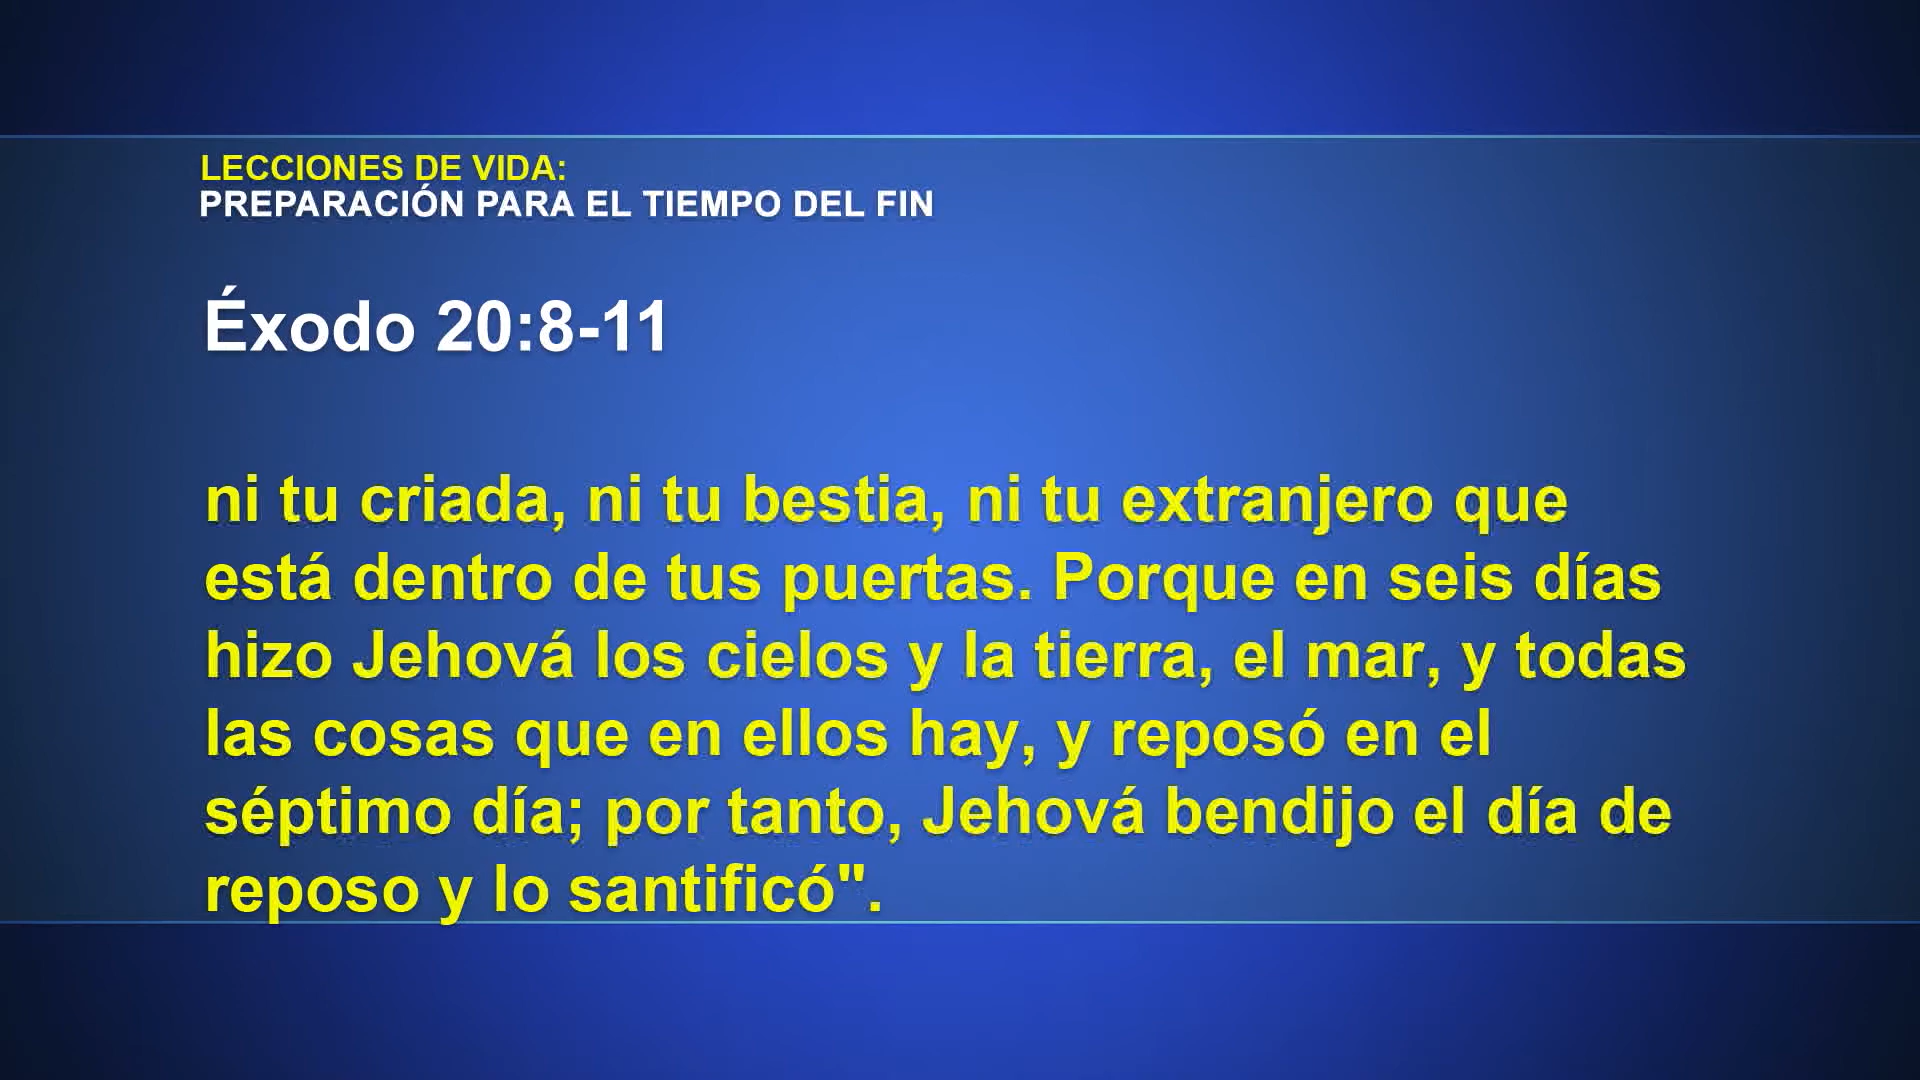 LECCIONES DE VIDA:
PREPARACIÓN PARA EL TIEMPO DEL FIN
Éxodo 20:8-11
ni tu criada, ni tu bestia, ni tu extranjero que
está dentro de tus puertas. Porque en seis días
hizo Jehová los cielos y la tierra, el mar, y todas
las cosas que en ellos hay, y reposó en el
séptimo día; por tanto, Jehová bendijo el día de
reposo y lo santificó".